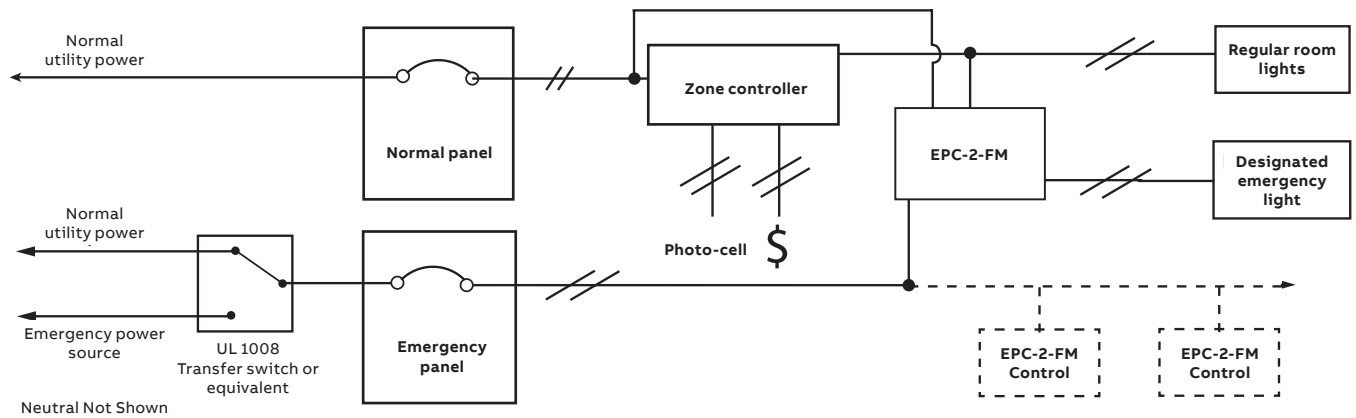 Normal
utility power
Normal panel
Zone controller
Regular room
lights
EPC-2-FM
Designated
emergency
light
Photo-cell $
Normal
utility power
Emergency power
source
UL 1008
Transfer switch or
equivalent
Emergency
panel
EPC-2-FM
Control
EPC-2-FM
Control
Neutral Not Shown